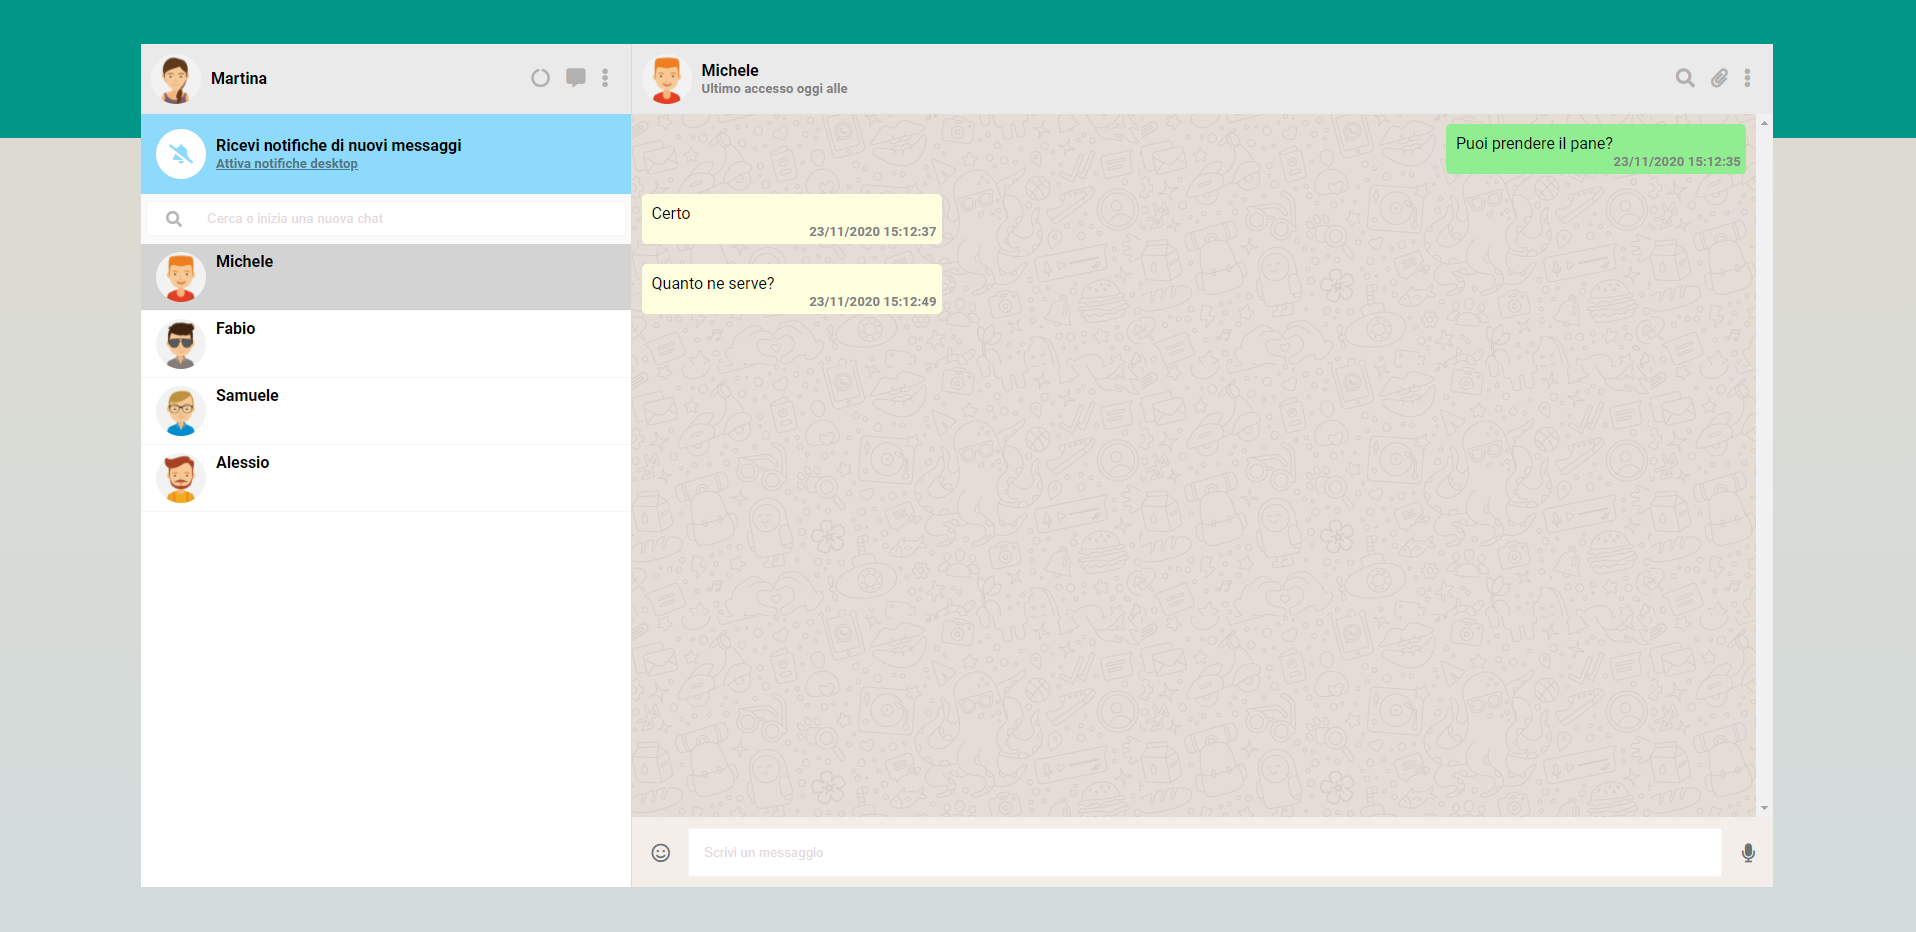 Martina
Ricevi notifiche di nuovi messaggi
Attiva notifiche desktop
Cerca o inizia una nuova chat
Michele
Fabio
Samuele
Alessio
Michele
Ultimo accesso oggi alle
Puoi prendere il pane?
23/11/2020 15:12:35
Certo
23/11/2020 15:12:37
Quanto ne serve?
23/11/2020 15:12:49
Scrivi un messaggio